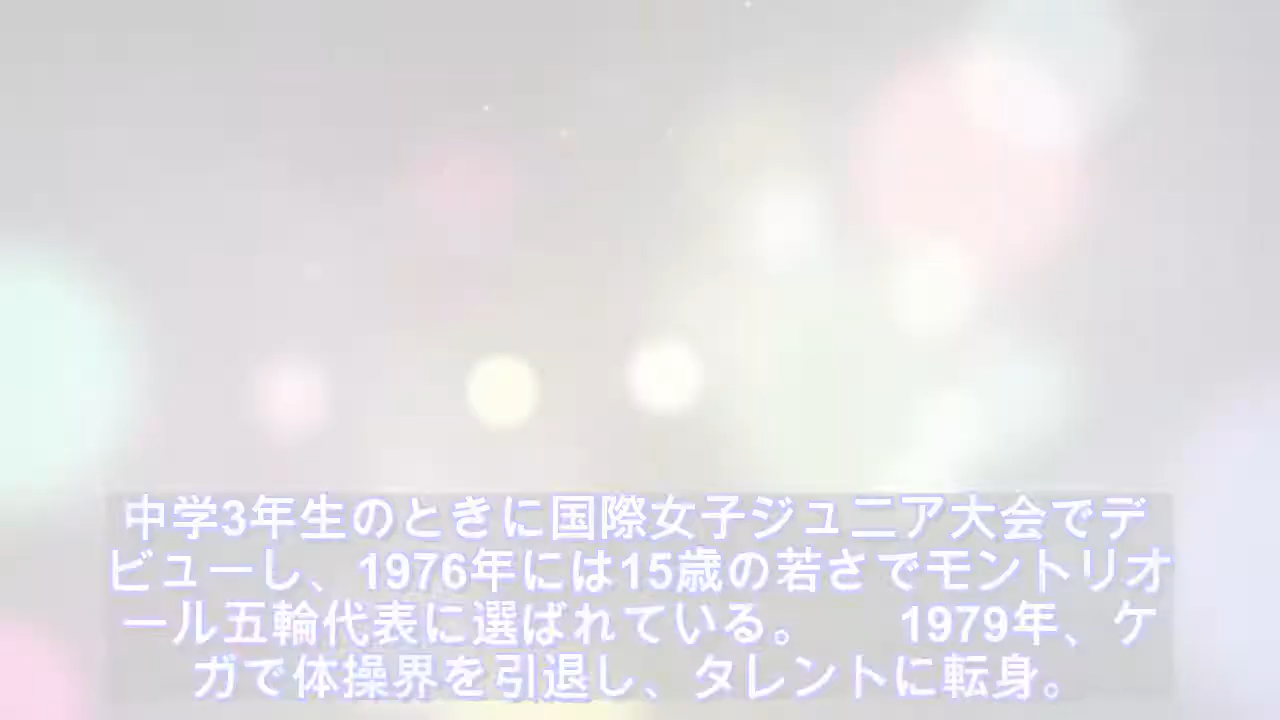 中学3年生のときに国際女子ジュニア大会でデ
ビューし、1976年には15歳の若さでモントリオ
ール五輪代表に選ばれている。　　1979年、ケ
ガで体操界を引退し、タレントに転身。